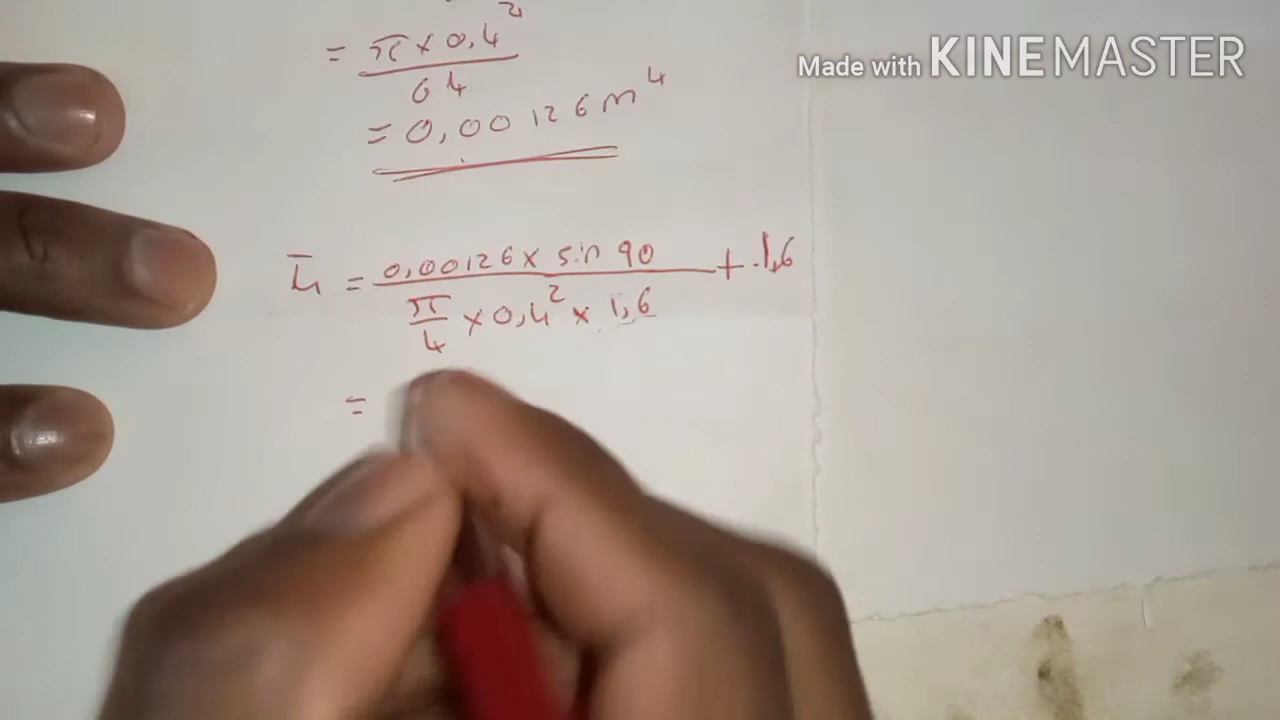 Made with KINEMASTER
= π × 0,4²
64
= 0,00126 m⁴
h̄ = 0,00126 × sin 90 + 1,6
π/4 × 0,4² × 1,6
=